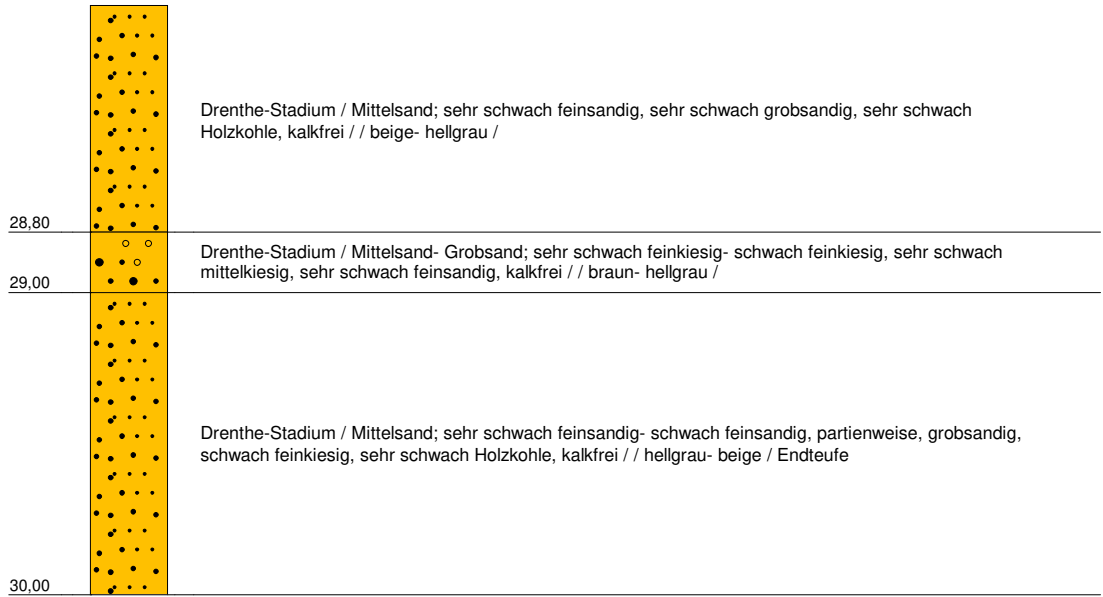 Drenthe-Stadium / Mittelsand; sehr schwach feinsandig, sehr schwach grobsandig, sehr schwach
Holzkohle, kalkfrei / / beige- hellgrau /
28,80
Drenthe-Stadium / Mittelsand- Grobsand; sehr schwach feinkiesig- schwach feinkiesig, sehr schwach
mittelkiesig, sehr schwach feinsandig, kalkfrei / / braun- hellgrau /
29,00
Drenthe-Stadium / Mittelsand; sehr schwach feinsandig- schwach feinsandig, partienweise, grobsandig,
schwach feinkiesig, sehr schwach Holzkohle, kalkfrei / / hellgrau- beige / Endteufe
30,00